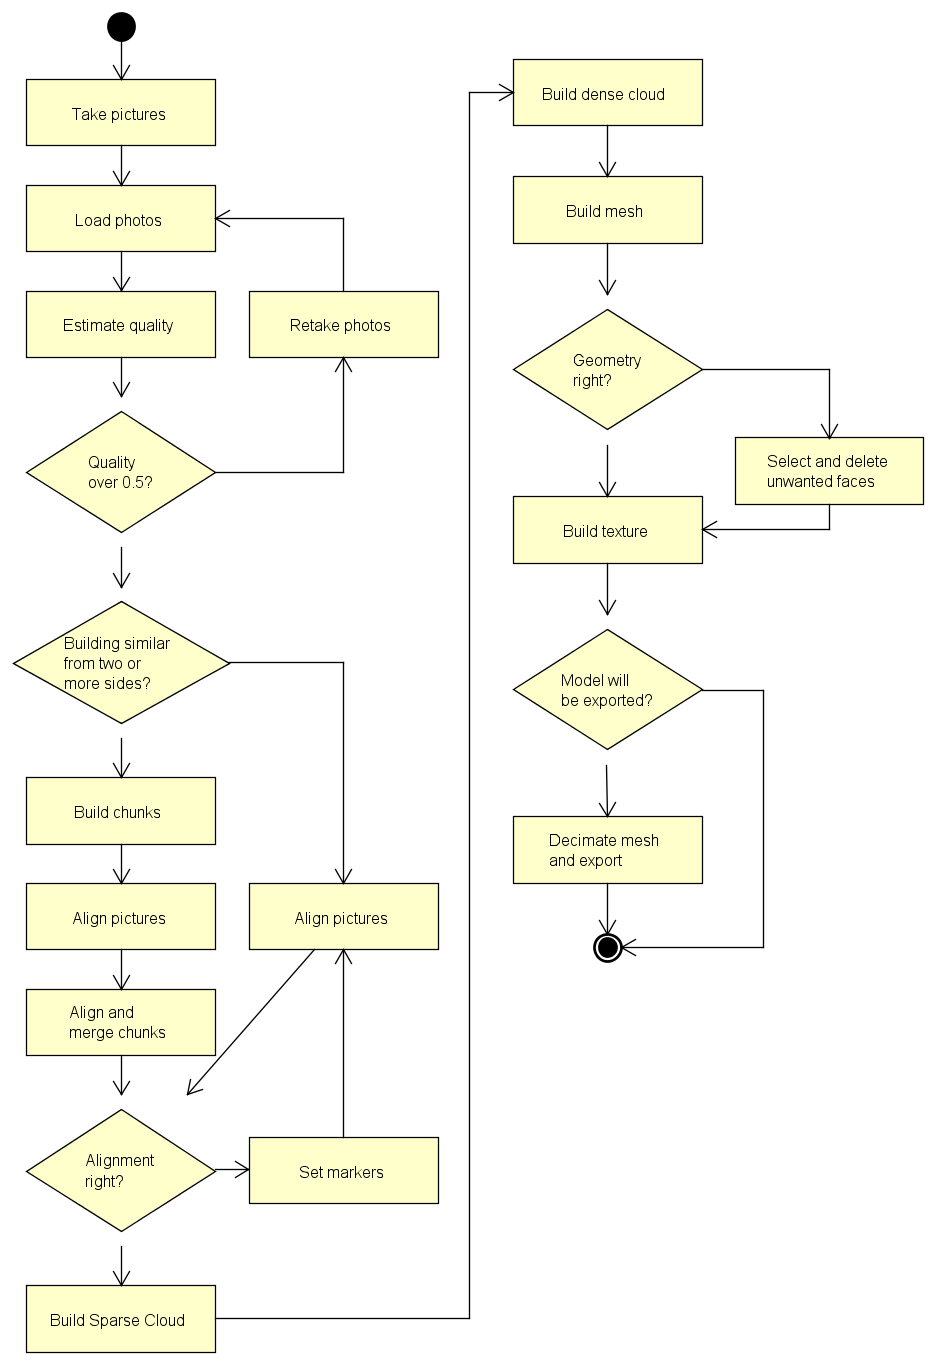 Take pictures
Load photos
Estimate quality
Retake photos
Quality
over 0.5?
Building similar
from two or
more sides?
Build chunks
Align pictures
Align pictures
Align and
merge chunks
Alignment
right?
Set markers
Build Sparse Cloud
Build dense cloud
Build mesh
Geometry
right?
Select and delete
unwanted faces
Build texture
Model will
be exported?
Decimate mesh
and export